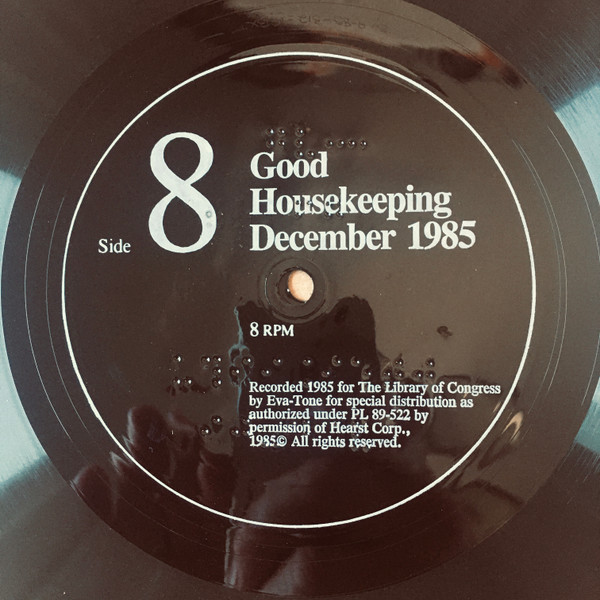 Side 8
Good
Housekeeping
December 1985
8 RPM
Recorded 1985 for The Library of Congress
by Eva-Tone for special distribution as
authorized under PL 89-522 by
permission of Hearst Corp.,
1985© All rights reserved.